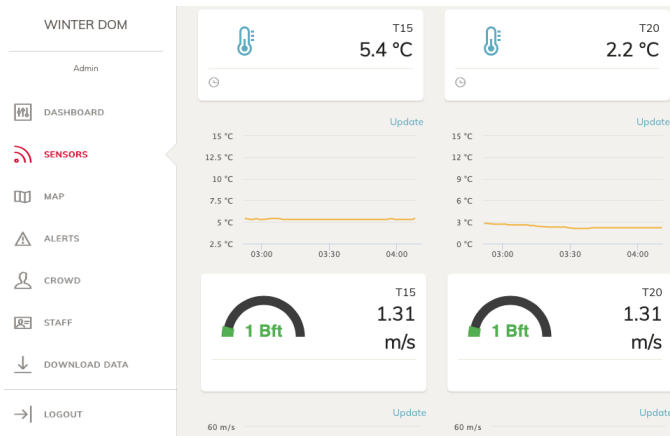 WINTER DOM
Admin
DASHBOARD
SENSORS
MAP
ALERTS
CROWD
STAFF
DOWNLOAD DATA
LOGOUT
T15
5.4 °C
T20
2.2 °C
Update
15 °C
12.5 °C
10 °C
7.5 °C
5 °C
2.5 °C
03:00 03:30 04:00
Update
15 °C
12 °C
9 °C
6 °C
3 °C
0 °C
03:00 03:30 04:00
T15
1.31
m/s
1 Bft
T20
1.31
m/s
1 Bft
Update
60 m/s
Update
60 m/s